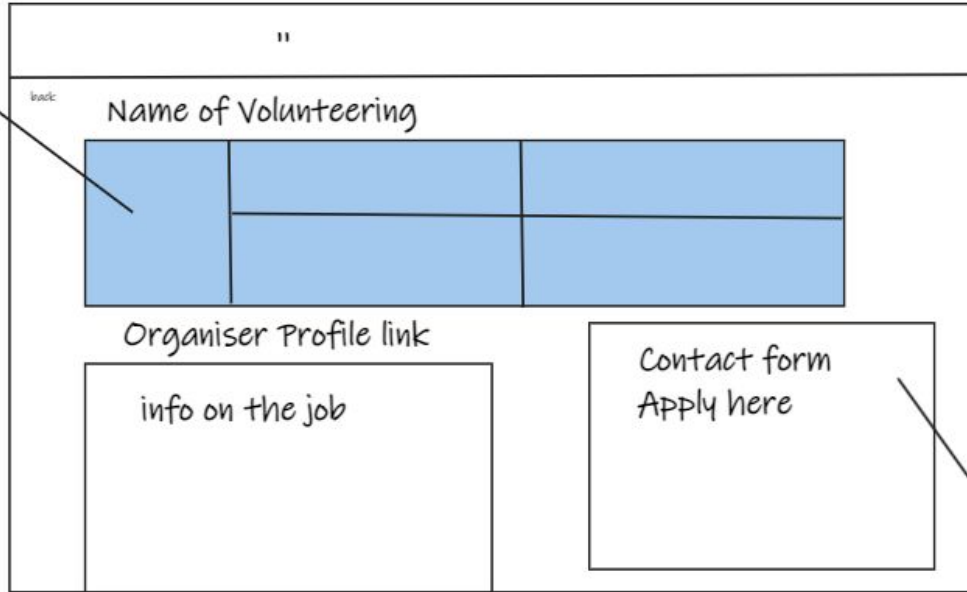 "
back
Name of Volunteering
Organiser Profile link
info on the job
Contact form
Apply here